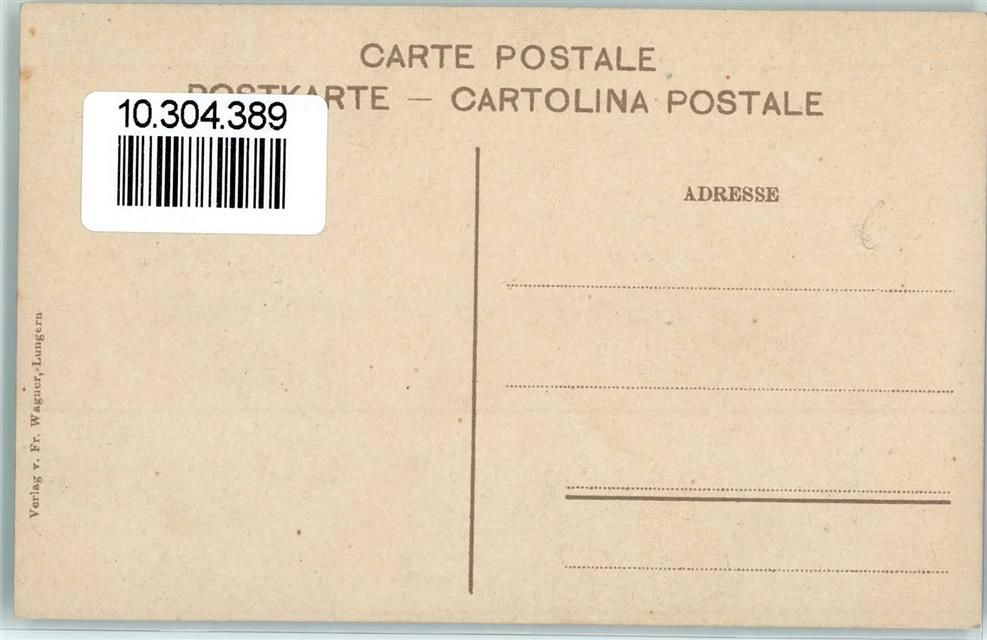 CARTE POSTALE
POSTKARTE — CARTOLINA POSTALE
10.304.389
ADRESSE
Verlag v. Fr. Wagner, Lungern